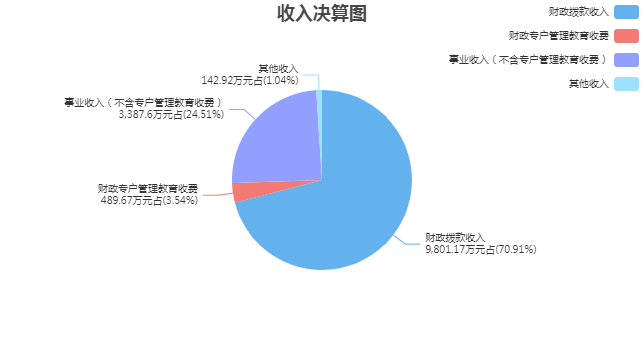 收入决算图
财政拨款收入
财政专户管理教育收费
事业收入（不含专户管理教育收费）
其他收入
其他收入
142.92万元占(1.04%)
事业收入（不含专户管理教育收费）
3,387.6万元占(24.51%)
财政专户管理教育收费
489.67万元占(3.54%)
财政拨款收入
9,801.17万元占(70.91%)